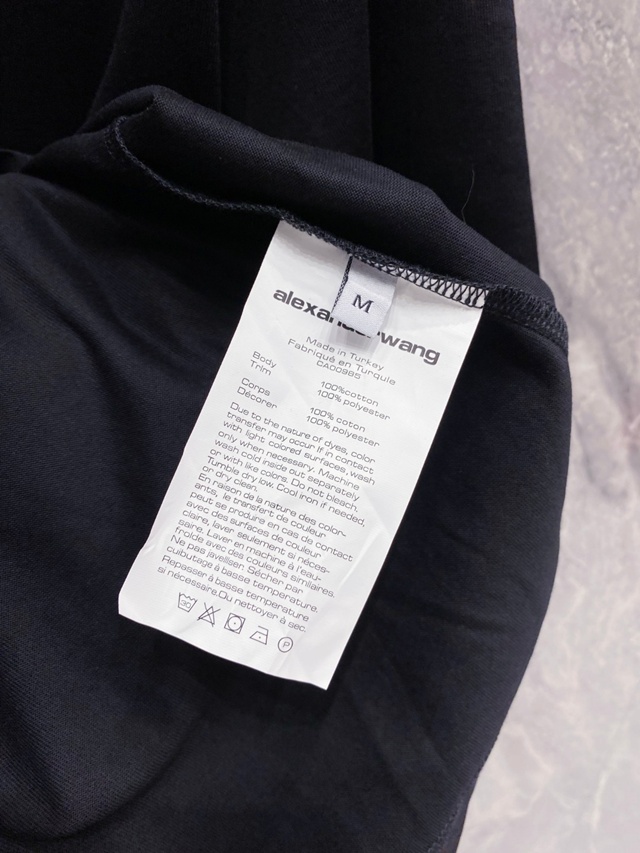 M
alexanderwang
Made in Turkey
Fabriqué en Turquie
CA00985
Body 100%cotton
Trim 100% polyester
Corps 100% coton
Décorer 100% polyester
Due to the nature of dyes, color
transfer may occur if in contact
with light colored surfaces, wash
only when necessary. Machine
wash cold inside out separately
or with like colors. Do not bleach.
Tumble dry low. Cool iron if needed,
or dry clean.
En raison de la nature des color-
ants, le transfert de couleur
peut se produire en cas de contact
avec des surfaces de couleur
claire, laver seulement si néces-
saire. Laver en machine à l'eau-
froide avec des couleurs similaires.
Ne pas javelliser. Sécher par
culbutage à basse température.
Repasser à basse température
si nécessaire.Ou nettoyer à sec.
30
P